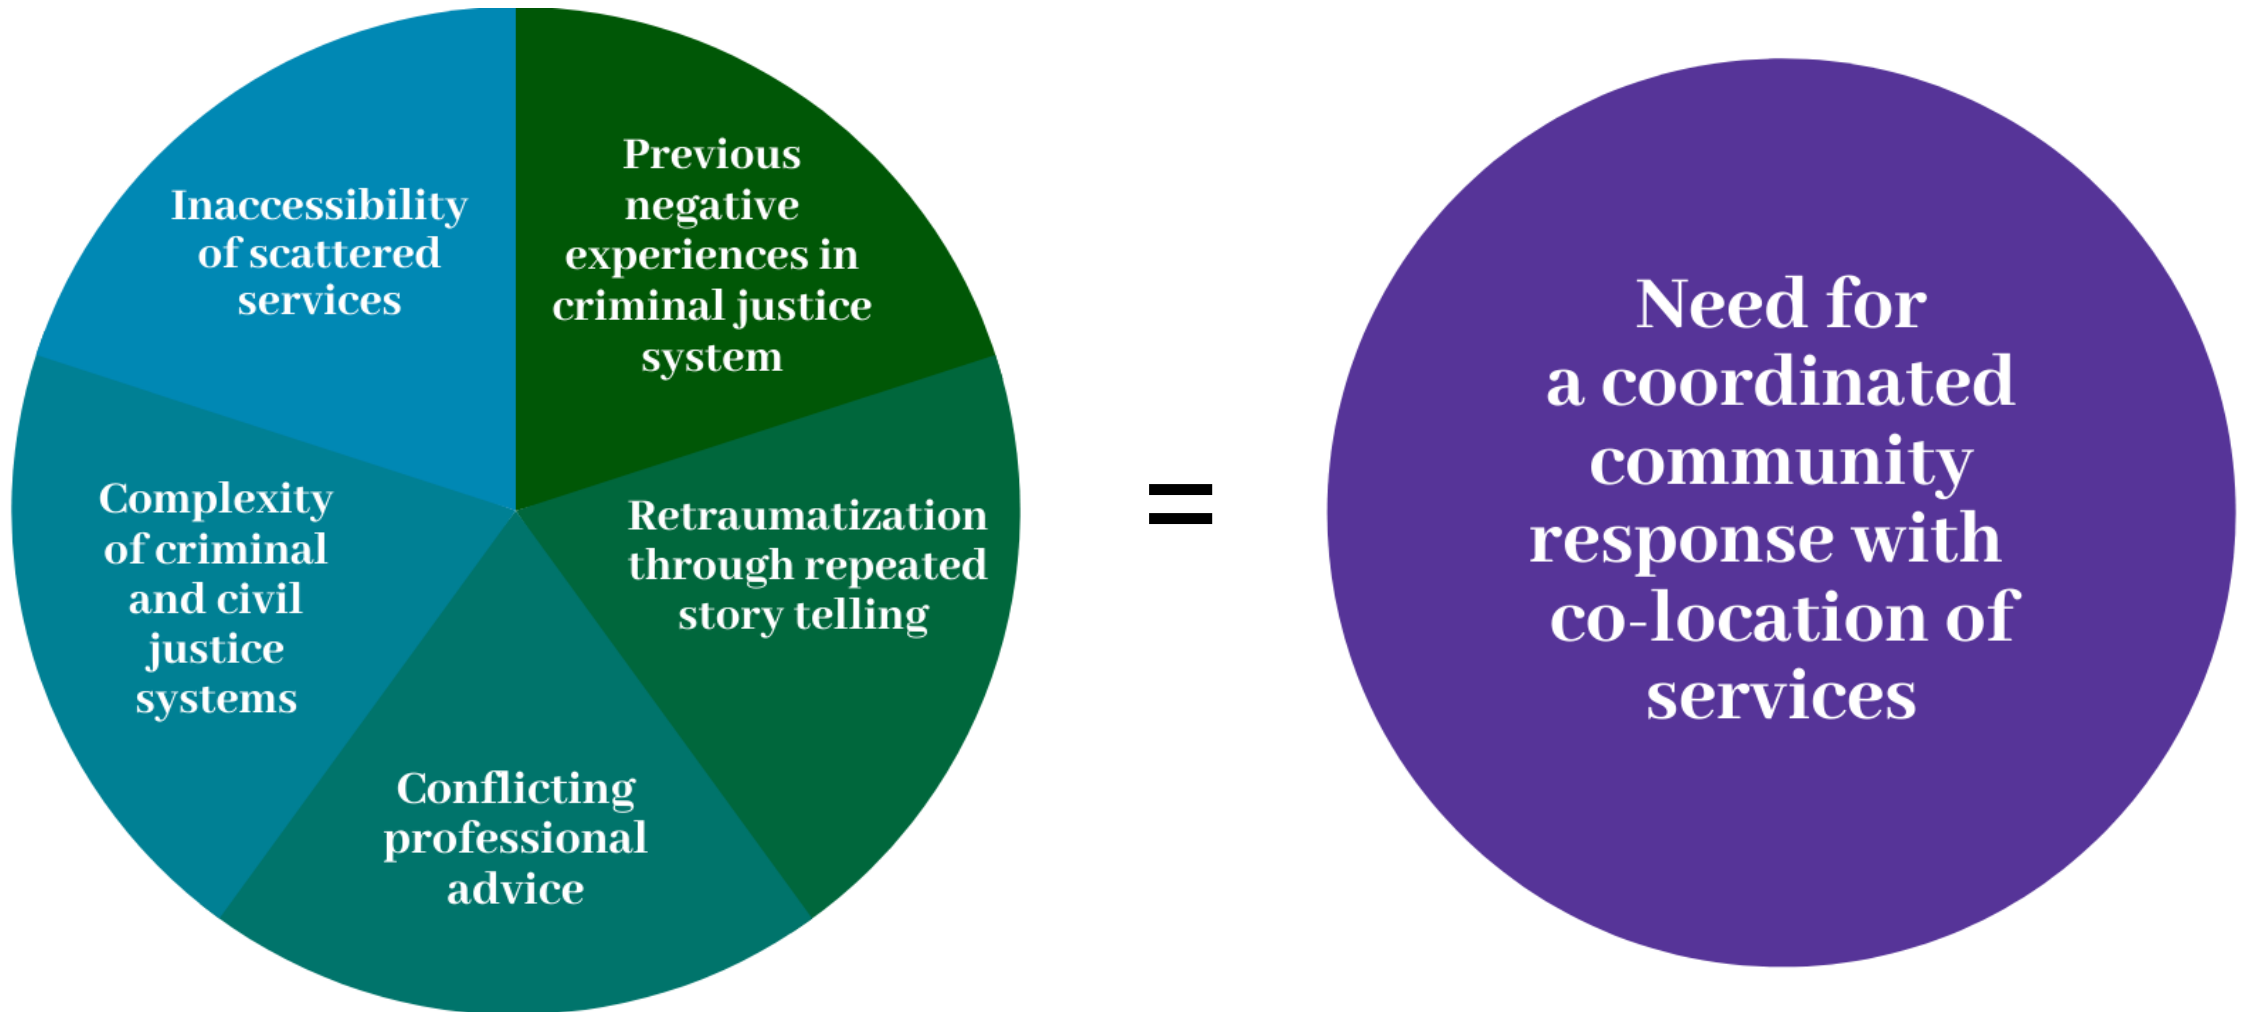 Previous
negative
experiences in
criminal justice
system
Retraumatization
through repeated
story telling
Conflicting
professional
advice
Complexity
of criminal
and civil
justice
systems
Inaccessibility
of scattered
services
=
Need for
a coordinated
community
response with
co-location of
services